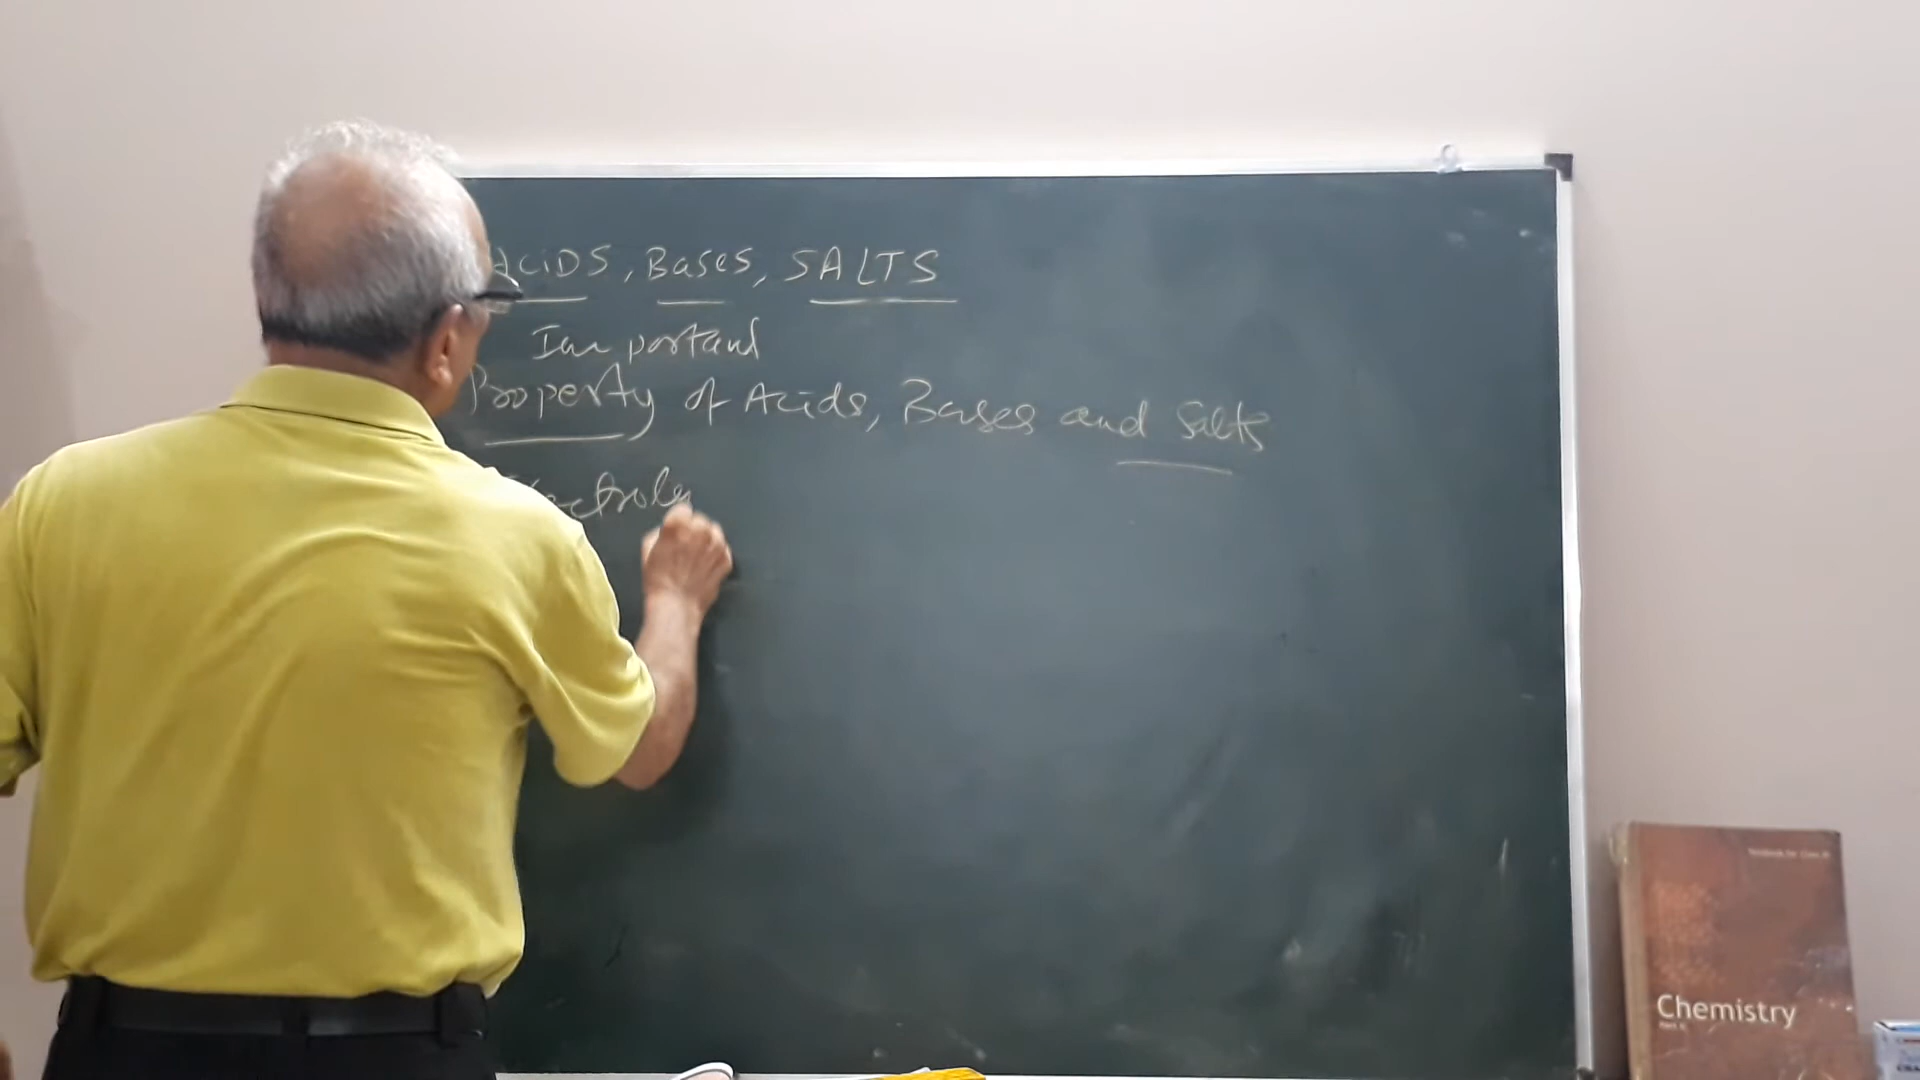 ACIDS, Bases, SALTS
Important
Property of Acids, Bases and Salts
Chemistry